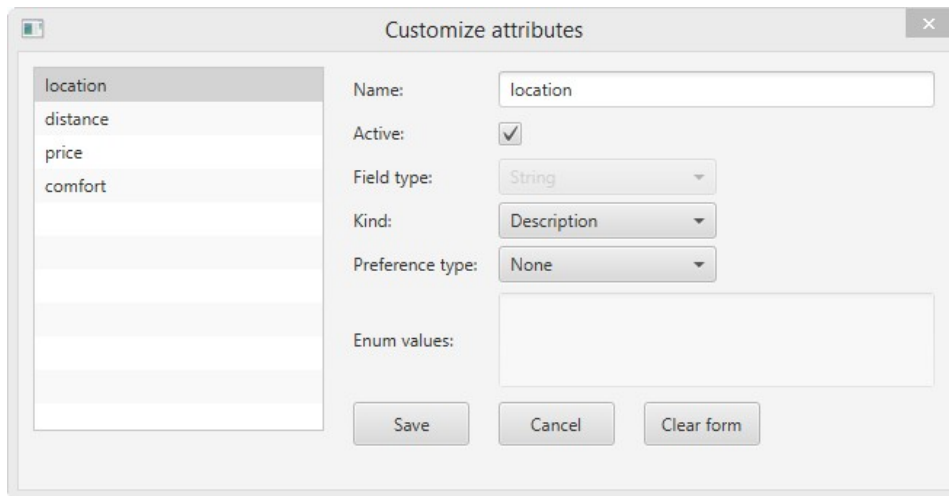 Customize attributes
location
distance
price
comfort
Name: location
Active:
Field type: String
Kind: Description
Preference type: None
Enum values:
Save Cancel Clear form